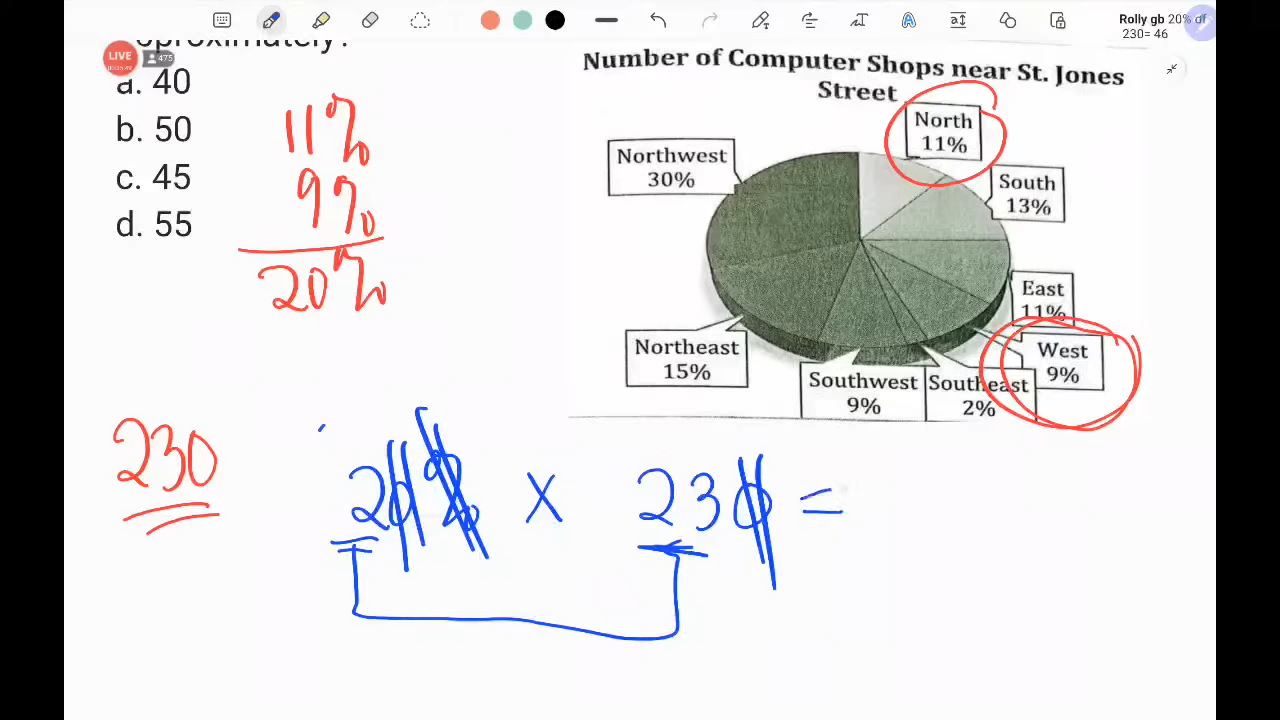 Rolly gb 20% of
230= 46
LIVE
475
a. 40
b. 50
c. 45
d. 55
11%
9%
20%
Number of Computer Shops near St. Jones
Street
North
11%
Northwest
30%
South
13%
East
11%
West
9%
Northeast
15%
Southwest
9%
Southeast
2%
230
20% x 230 =